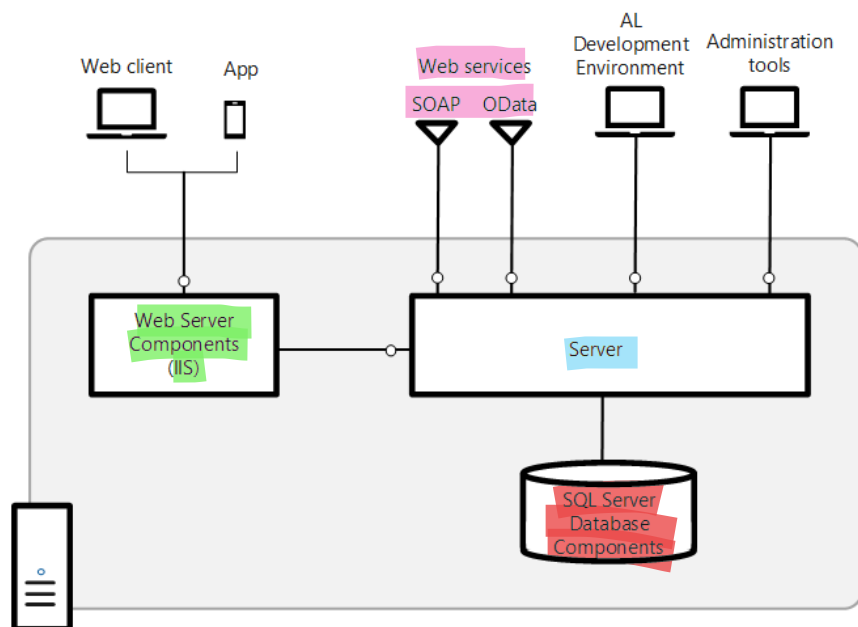 Web client
App
Web services
SOAP OData
AL
Development
Environment
Administration
tools
Web Server
Components
(IIS)
Server
SQL Server
Database
Components